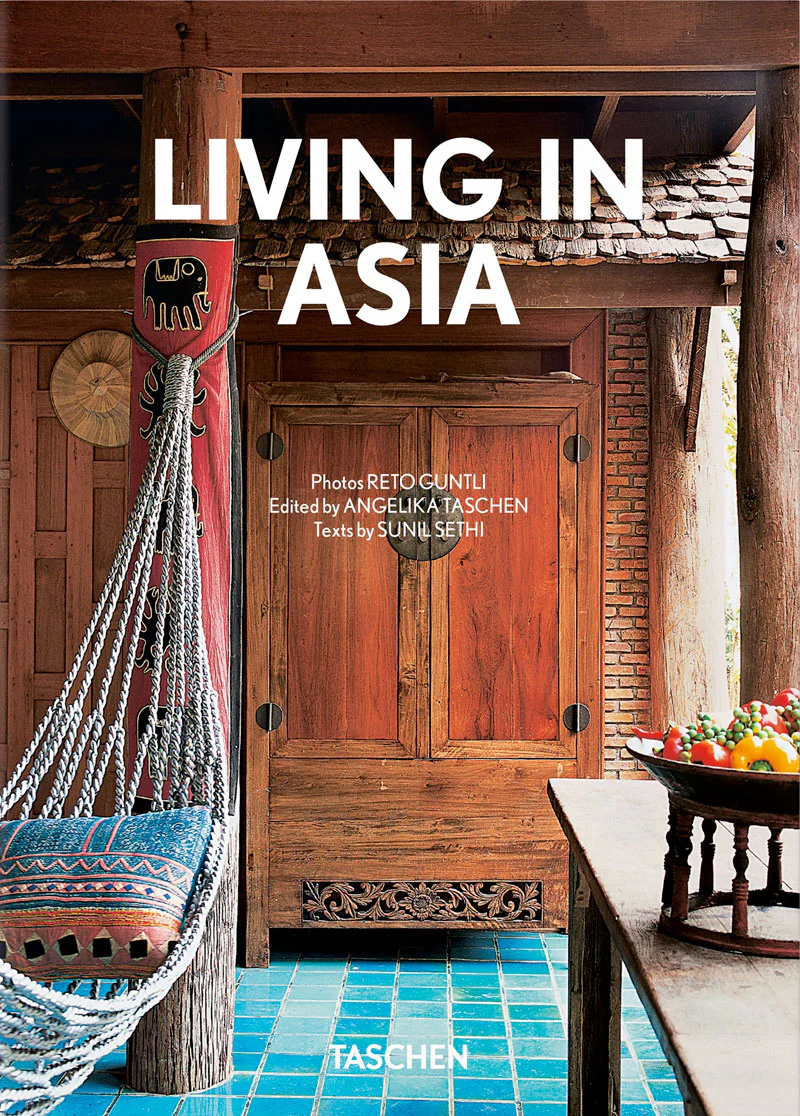 LIVING IN
ASIA
Photos RETO GUNTLI
Edited by ANGELIKA TASCHEN
Texts by SUNIL SETHI
TASCHEN